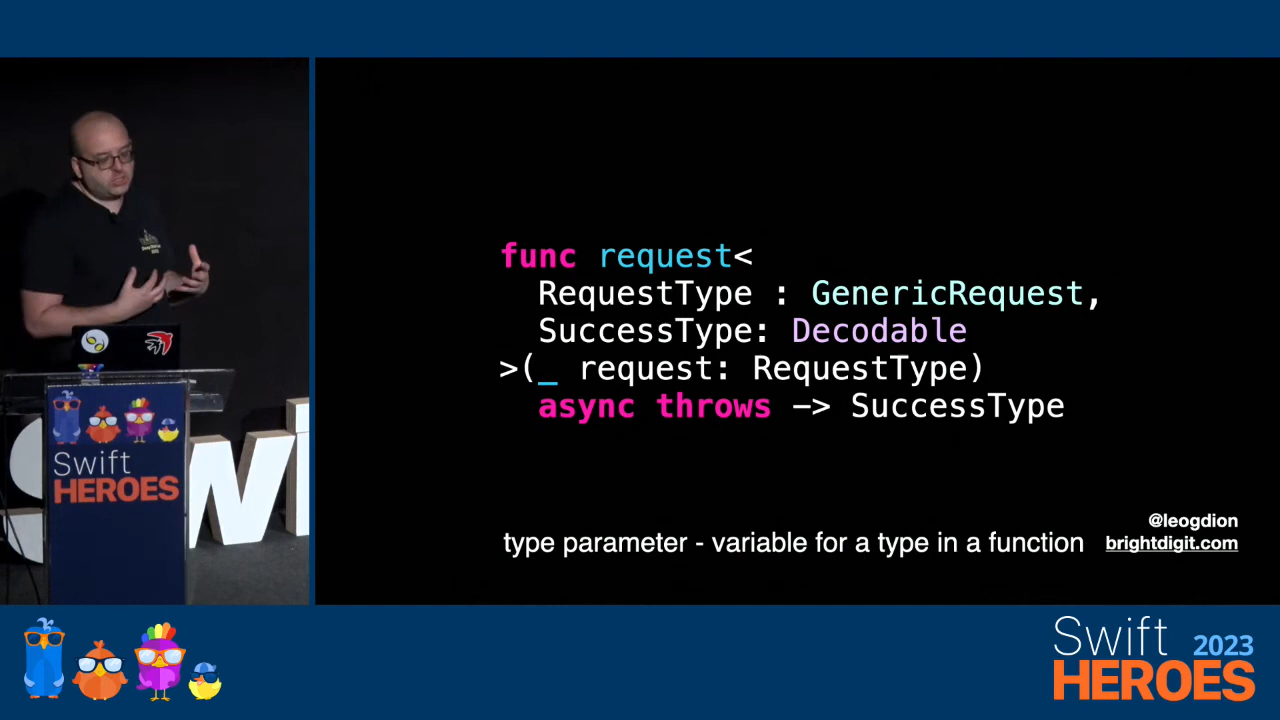 func request<
RequestType : GenericRequest,
SuccessType: Decodable
>(_ request: RequestType)
async throws -> SuccessType
type parameter - variable for a type in a function
@leogdion
brightdigit.com
Swift
HEROES
Swi
Swift 2023
HEROES